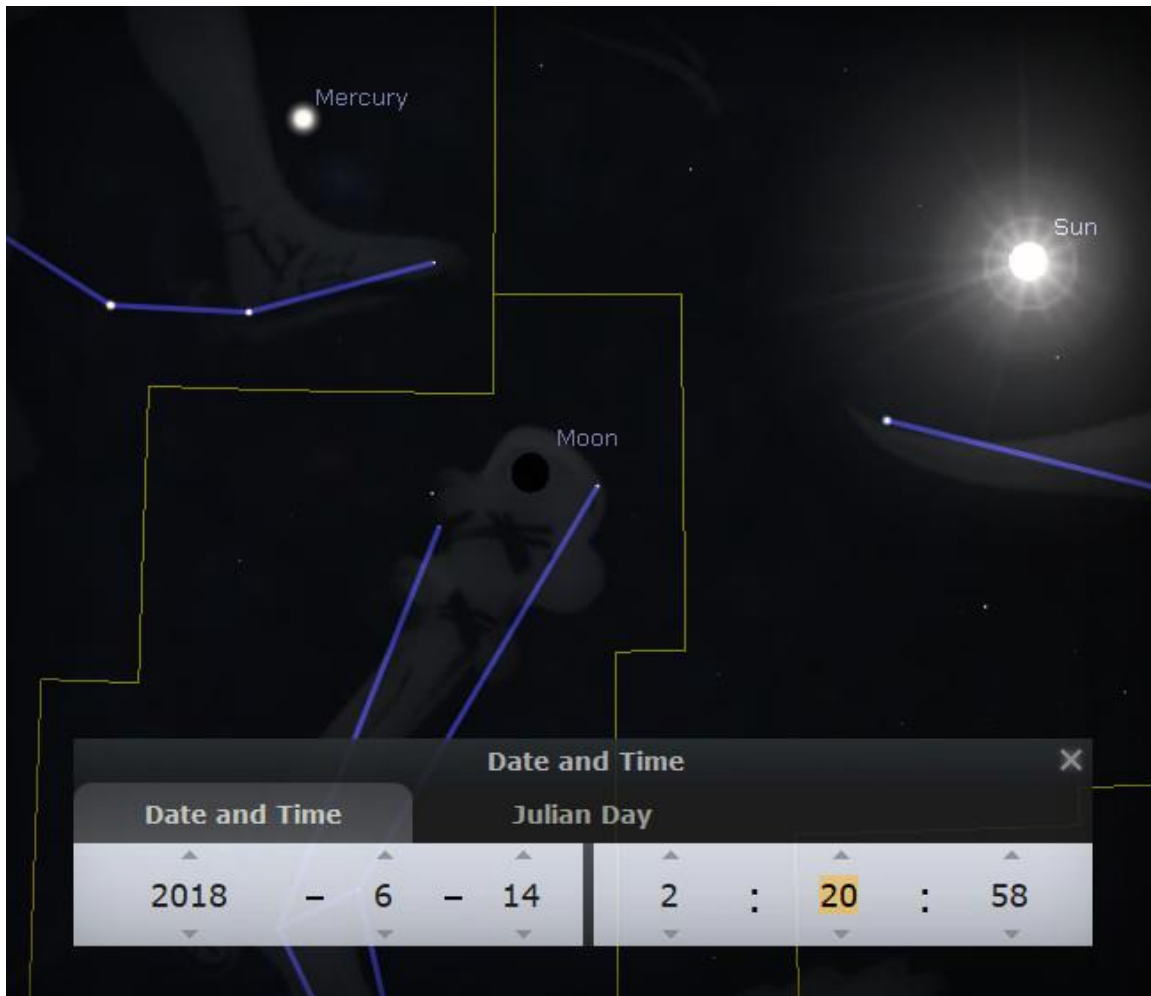 Mercury
Sun
Moon
Date and Time
Date and Time Julian Day
2018 – 6 – 14 2 : 20 : 58